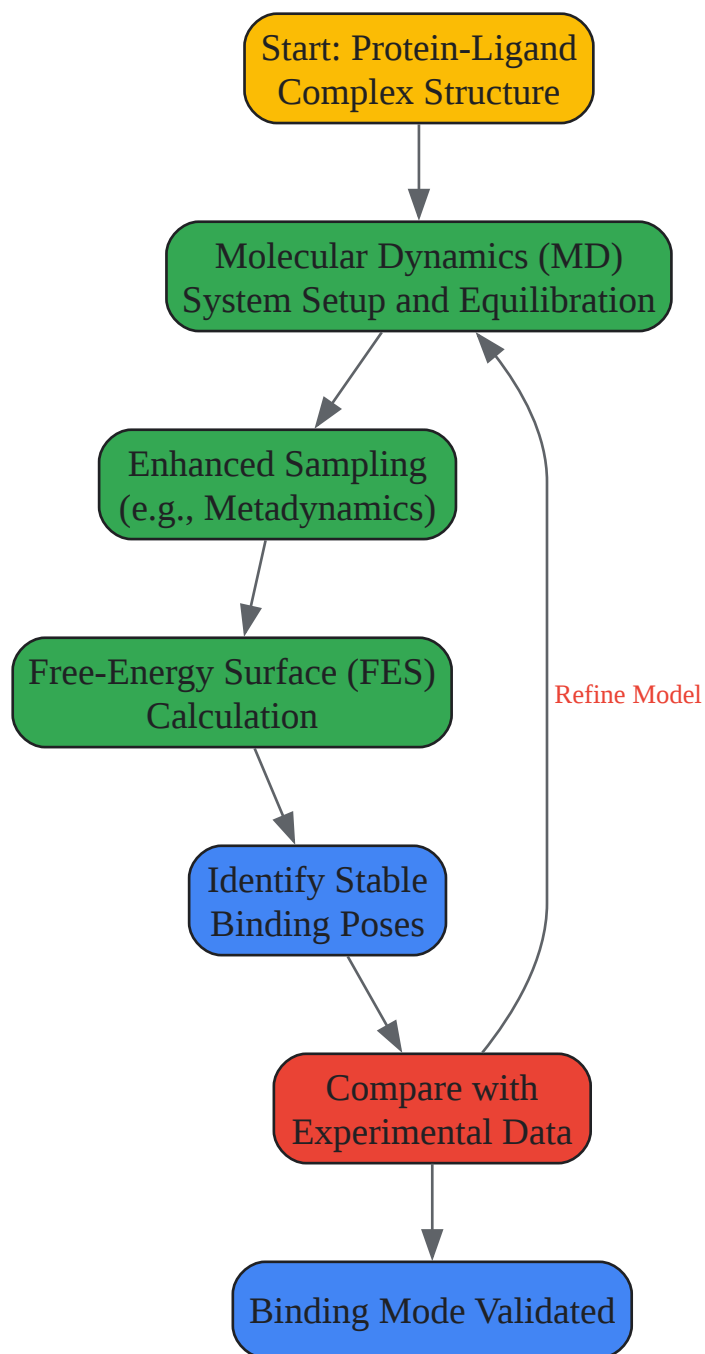 Start: Protein-Ligand
Complex Structure
Molecular Dynamics (MD)
System Setup and Equilibration
Enhanced Sampling
(e.g., Metadynamics)
Free-Energy Surface (FES)
Calculation
Refine Model
Identify Stable
Binding Poses
Compare with
Experimental Data
Binding Mode Validated